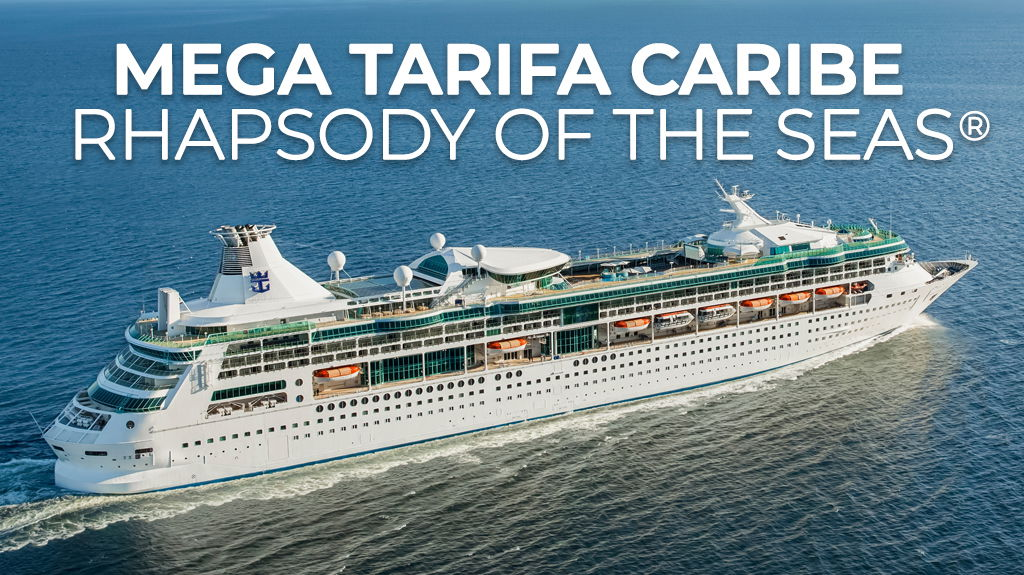 MEGA TARIFA CARIBE
RHAPSODY OF THE SEAS®